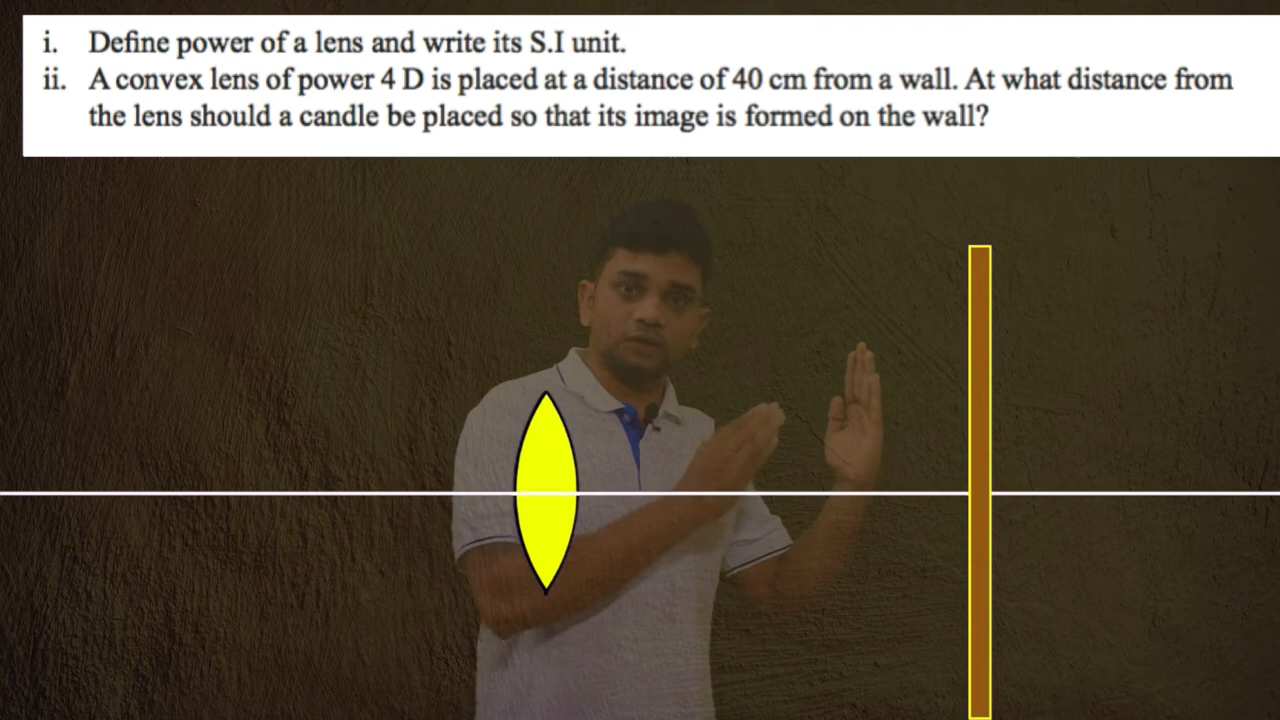 i. Define power of a lens and write its S.I unit.
ii. A convex lens of power 4 D is placed at a distance of 40 cm from a wall. At what distance from
the lens should a candle be placed so that its image is formed on the wall?